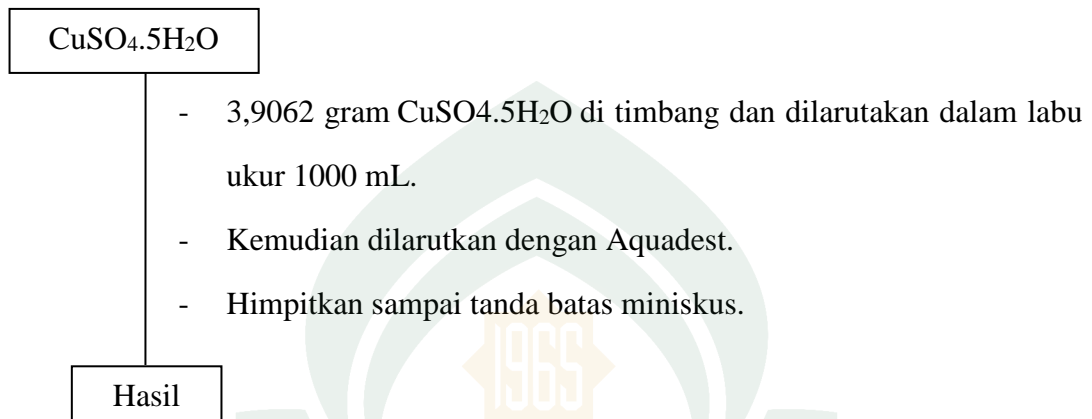 CuSO₄.5H₂O
- 3,9062 gram CuSO4.5H₂O di timbang dan dilarutakan dalam labu
ukur 1000 mL.
- Kemudian dilarutkan dengan Aquadest.
- Himpitkan sampai tanda batas miniskus.
1965
Hasil